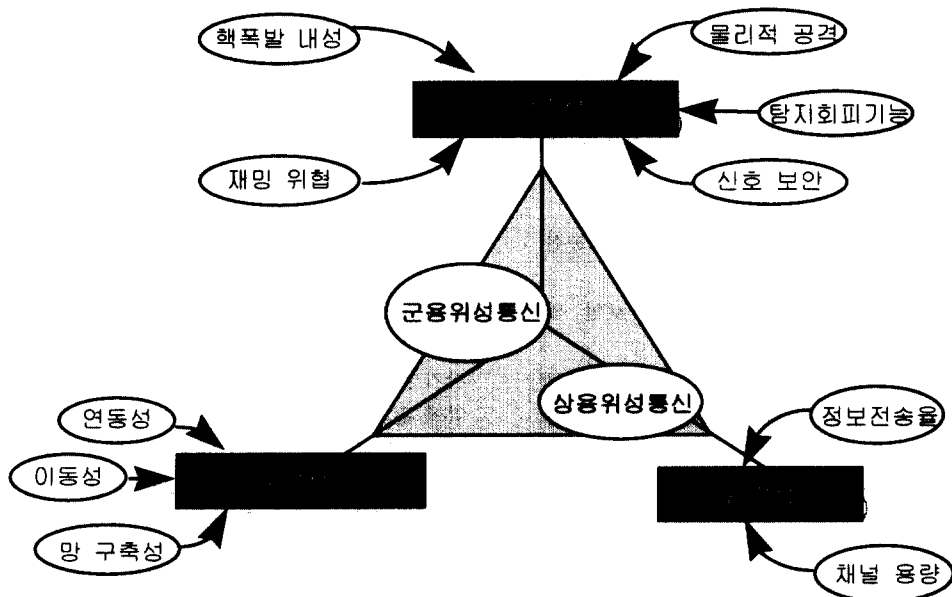 핵폭발 내성
물리적 공격
탐지회피기능
재밍 위협
신호 보안
군용위성통신
상용위성통신
연동성
이동성
망 구축성
정보전송율
채널 용량